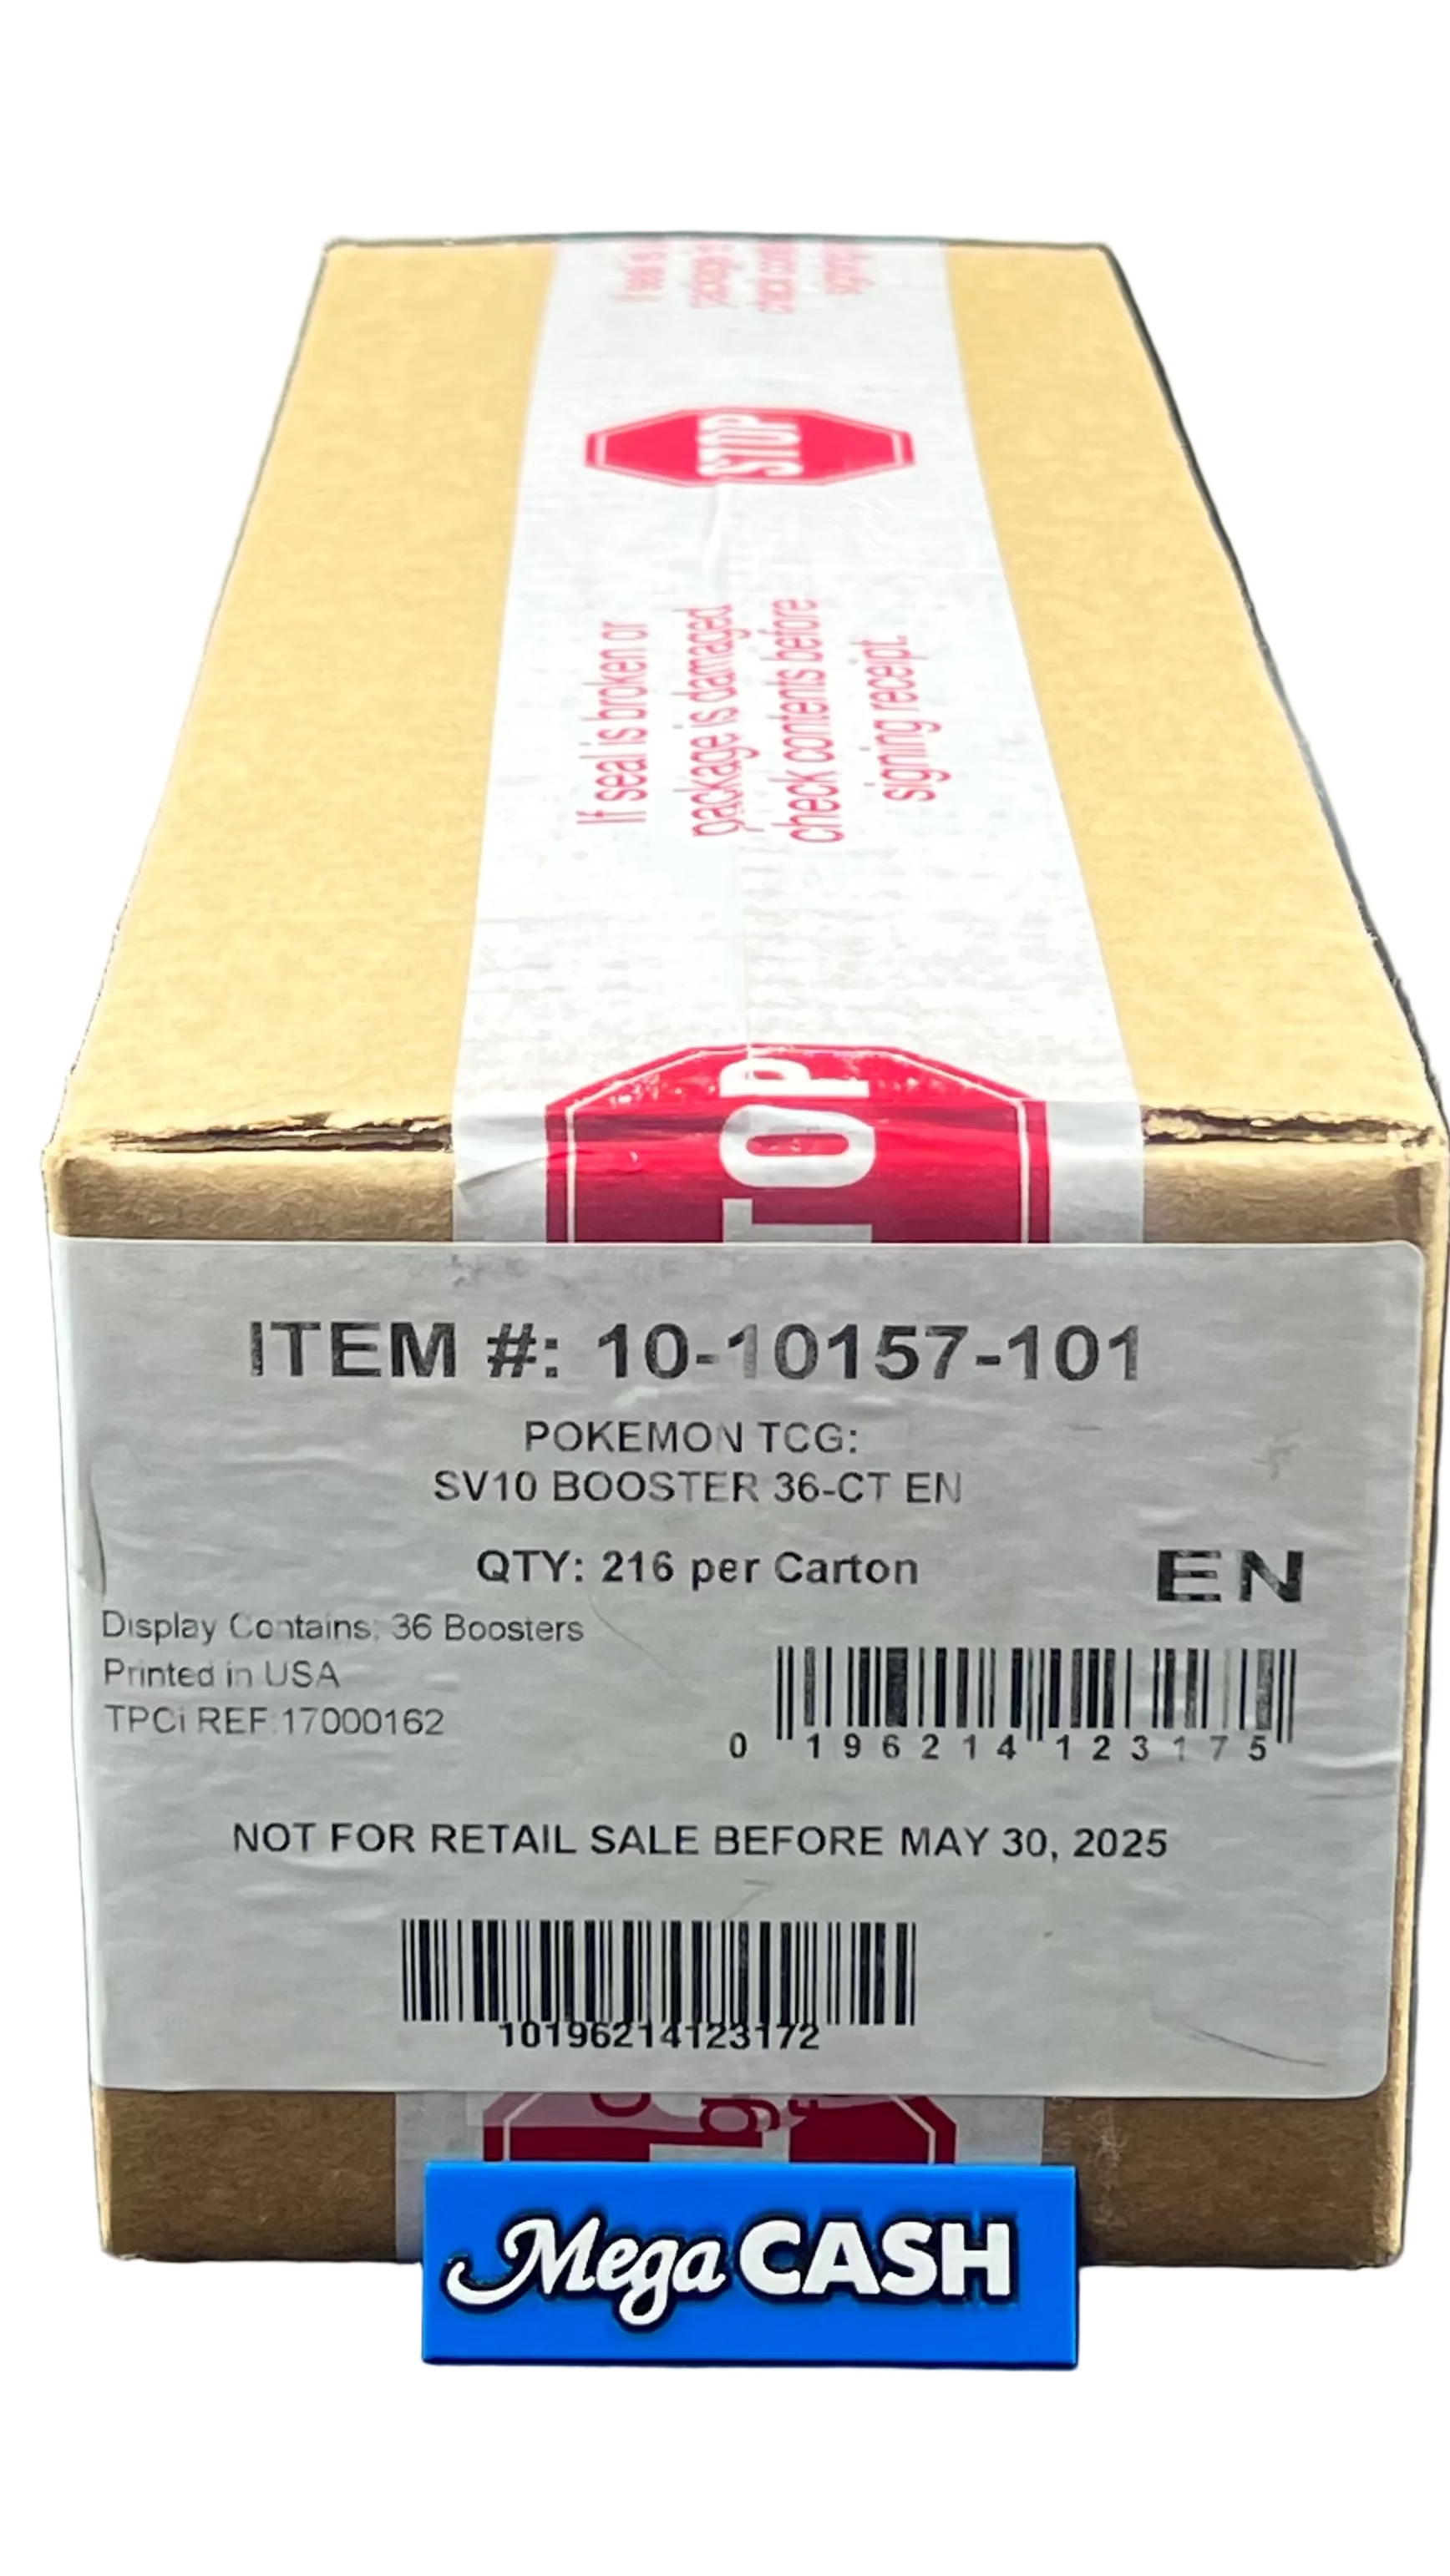 STOP
If seal is broken or
package is damaged
check contents before
signing receipt.
TOP
ITEM #: 10-10157-101
POKEMON TCG:
SV10 BOOSTER 36-CT EN
QTY: 216 per Carton
EN
Display Contains: 36 Boosters
Printed in USA
TPCi REF:17000162
0 196214 123175
NOT FOR RETAIL SALE BEFORE MAY 30, 2025
10196214123172
Mega CASH